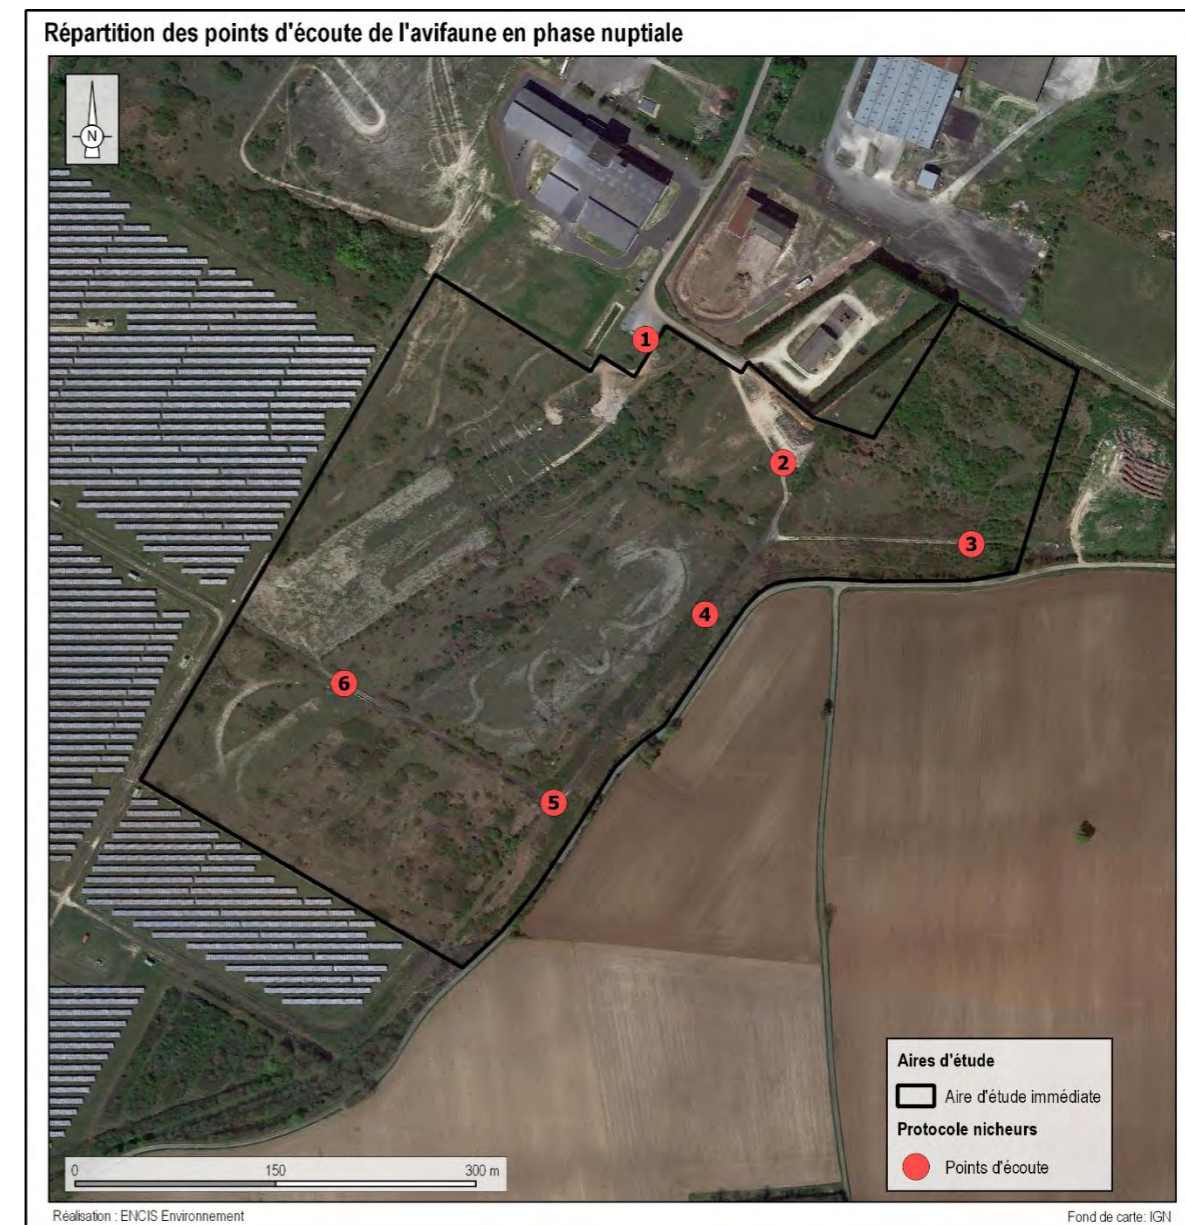 Répartition des points d'écoute de l'avifaune en phase nuptiale
N
1
2
3
4
6
5
Aires d'étude
Aire d'étude immédiate
Protocole nicheurs
Points d'écoute
0 150 300 m
Réalisation : ENCIS Environnement Fond de carte: IGN